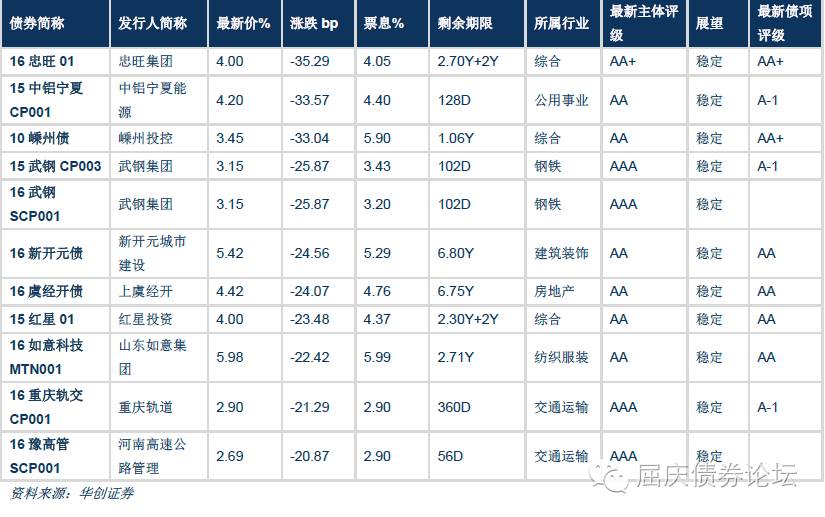 债券简称 发行人简称 最新价% 涨跌 bp 票息% 剩余期限 所属行业 最新主体评级 展望 最新债项评级
16 忠旺 01 忠旺集团 4.00 -35.29 4.05 2.70Y+2Y 综合 AA+ 稳定 AA+
15 中铝宁夏 CP001 中铝宁夏能源 4.20 -33.57 4.40 128D 公用事业 AA 稳定 A-1
10 嵊州债 嵊州投控 3.45 -33.04 5.90 1.06Y 综合 AA 稳定 AA+
15 武钢 CP003 武钢集团 3.15 -25.87 3.43 102D 钢铁 AAA 稳定 A-1
16 武钢 SCP001 武钢集团 3.15 -25.87 3.20 102D 钢铁 AAA 稳定
16 新开元债 新开元城市建设 5.42 -24.56 5.29 6.80Y 建筑装饰 AA 稳定 AA
16 虞经开债 上虞经开 4.42 -24.07 4.76 6.75Y 房地产 AA 稳定 AA
15 红星 01 红星投资 4.00 -23.48 4.37 2.30Y+2Y 综合 AA 稳定 AA
16 如意科技 MTN001 山东如意集团 5.98 -22.42 5.99 2.71Y 纺织服装 AA 稳定 AA
16 重庆轨交 CP001 重庆轨道 2.90 -21.29 2.90 360D 交通运输 AAA 稳定 A-1
16 豫高管 SCP001 河南高速公路管理 2.69 -20.87 2.90 56D 交通运输 AAA 稳定
资料来源：华创证券
屈庆债券论坛